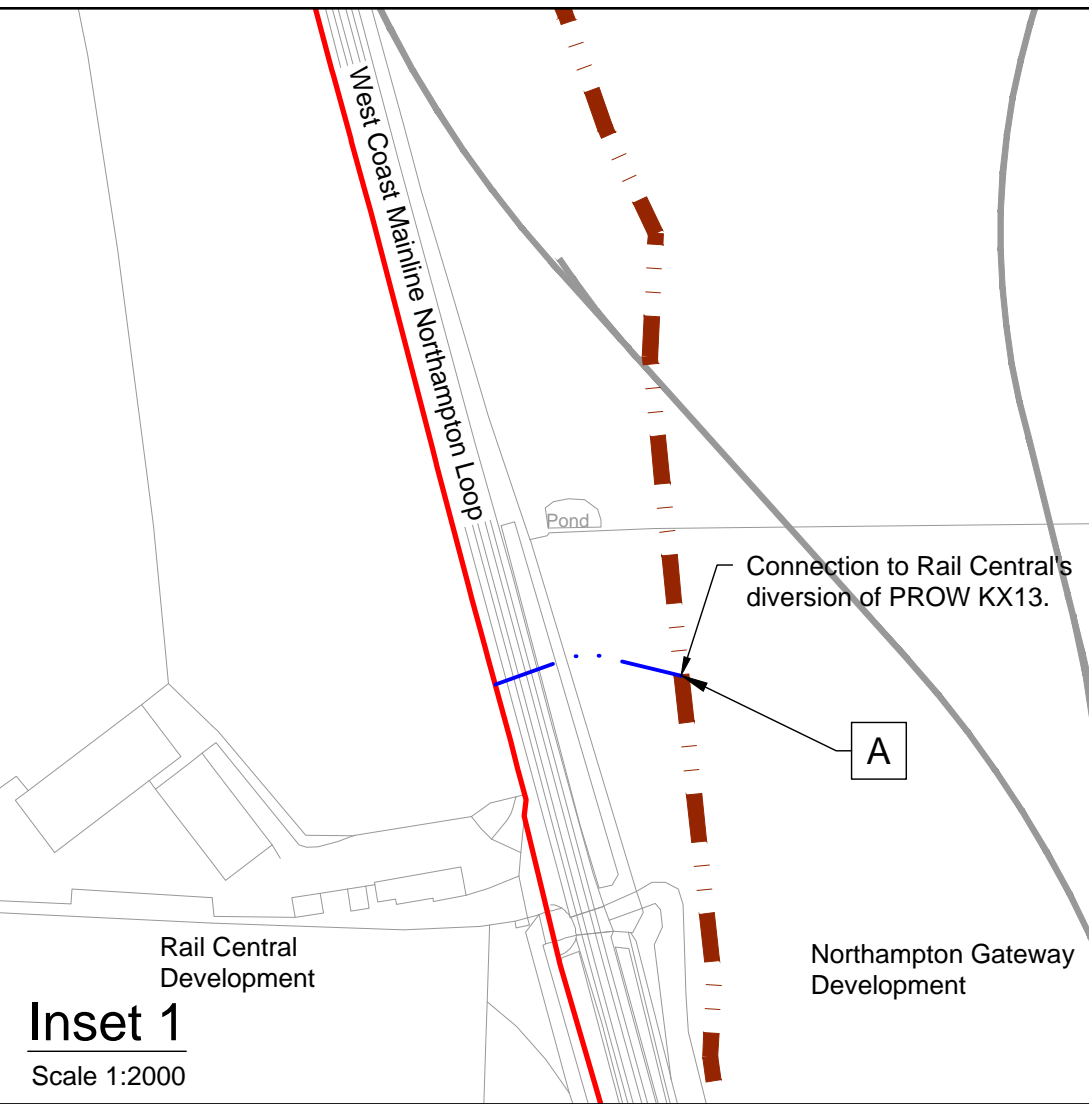 West Coast Mainline Northampton Loop
Pond
Connection to Rail Central's
diversion of PROW KX13.
A
Rail Central
Development
Northampton Gateway
Development
Inset 1
Scale 1:2000